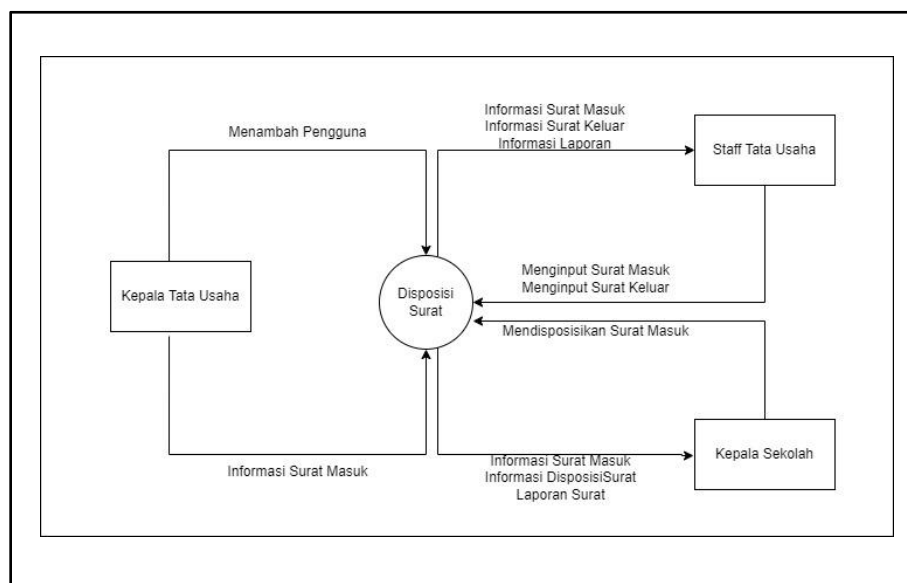 Menambah Pengguna
Informasi Surat Masuk
Informasi Surat Keluar
Informasi Laporan
Staff Tata Usaha
Kepala Tata Usaha
Disposisi
Surat
Menginput Surat Masuk
Menginput Surat Keluar
Mendisposisikan Surat Masuk
Informasi Surat Masuk
Informasi Surat Masuk
Informasi DisposisiSurat
Laporan Surat
Kepala Sekolah